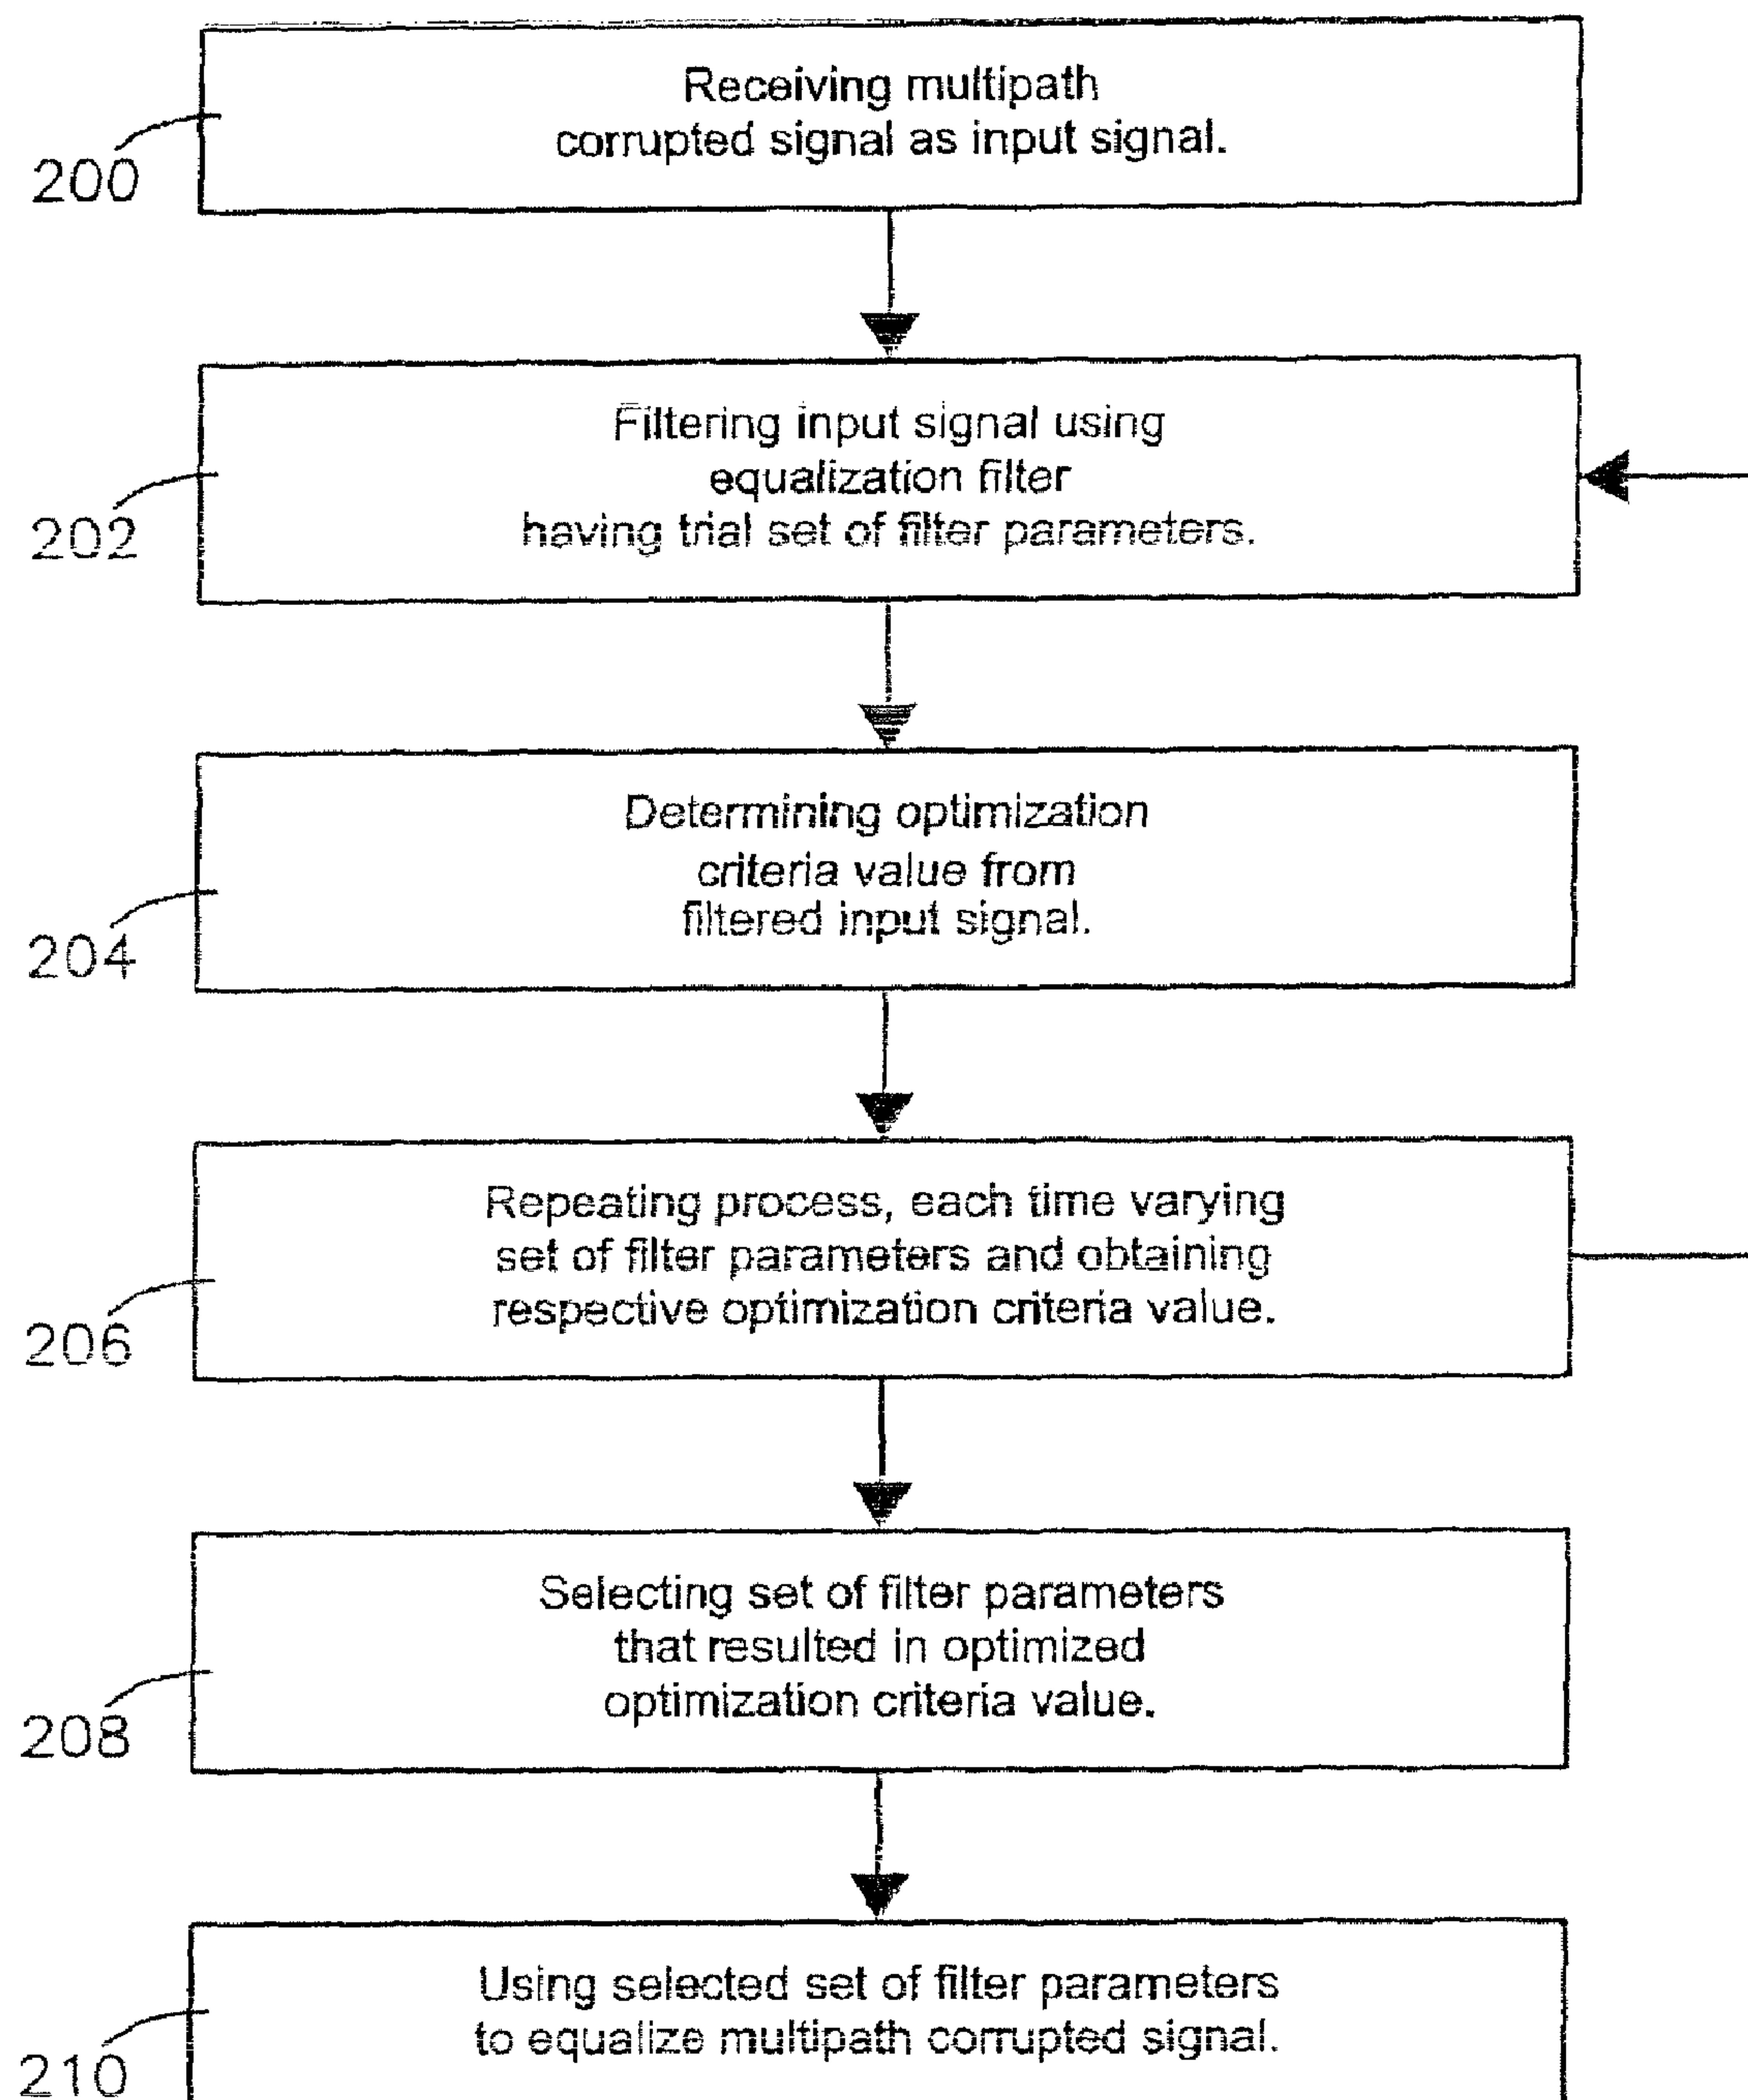 Receiving multipath
corrupted signal as input signal.
200
Filtering input signal using
equalization filter
having trial set of filter parameters.
202
Determining optimization
criteria value from
filtered input signal.
204
Repeating process, each time varying
set of filter parameters and obtaining
respective optimization criteria value.
206
Selecting set of filter parameters
that resulted in optimized
optimization criteria value.
208
Using selected set of filter parameters
to equalize multipath corrupted signal.
210